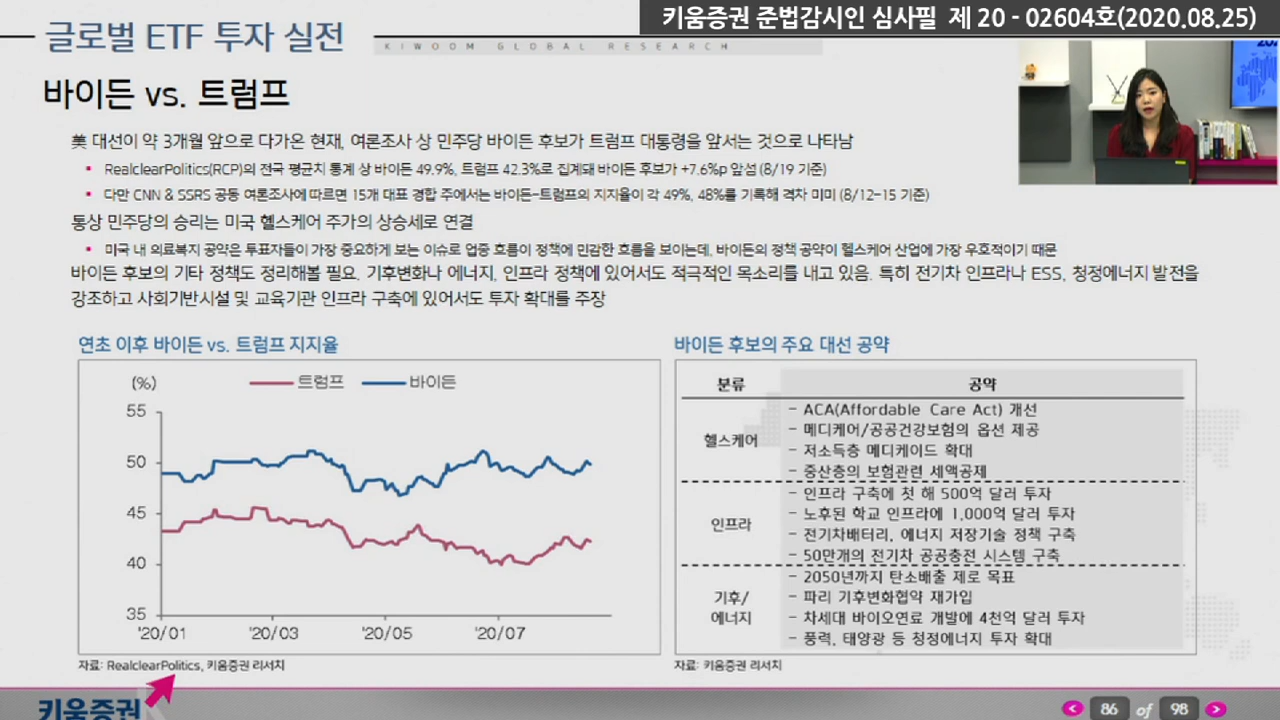 키움증권 준법감시인 심사필 제 20 - 02604호(2020.08.25)
글로벌 ETF 투자 실전
KIWOOM GLOBAL RESEARCH
바이든 vs. 트럼프
美 대선이 약 3개월 앞으로 다가온 현재, 여론조사 상 민주당 바이든 후보가 트럼프 대통령을 앞서는 것으로 나타남
RealclearPolitics(RCP)의 전국 평균치 통계 상 바이든 49.9%, 트럼프 42.3%로 집계돼 바이든 후보가 +7.6%p 앞섬 (8/19 기준)
다만 CNN & SSRS 공동 여론조사에 따르면 15개 대표 경합 주에서는 바이든-트럼프의 지지율이 각 49%, 48%를 기록해 격차 미미 (8/12-15 기준)
통상 민주당의 승리는 미국 헬스케어 주가의 상승세로 연결
미국 내 의료복지 공약은 투표자들이 가장 중요하게 보는 이슈로 업종 흐름이 정책에 민감한 흐름을 보이는데, 바이든의 정책 공약이 헬스케어 산업에 가장 우호적이기 때문
바이든 후보의 기타 정책도 정리해볼 필요. 기후변화나 에너지, 인프라 정책에 있어서도 적극적인 목소리를 내고 있음. 특히 전기차 인프라나 ESS, 청정에너지 발전을
강조하고 사회기반시설 및 교육기관 인프라 구축에 있어서도 투자 확대를 주장
연초 이후 바이든 vs. 트럼프 지지율
(%)
트럼프 바이든
55
50
45
40
35
'20/01 '20/03 '20/05 '20/07
자료: RealclearPolitics, 키움증권 리서치
바이든 후보의 주요 대선 공약
분류 공약
헬스케어
- ACA(Affordable Care Act) 개선
- 메디케어/공공건강보험의 옵션 제공
- 저소득층 메디케이드 확대
- 중산층의 보험관련 세액공제
인프라
- 인프라 구축에 첫 해 500억 달러 투자
- 노후된 학교 인프라에 1,000억 달러 투자
- 전기차배터리, 에너지 저장기술 정책 구축
- 50만개의 전기차 공공충전 시스템 구축
기후/
에너지
- 2050년까지 탄소배출 제로 목표
- 파리 기후변화협약 재가입
- 차세대 바이오연료 개발에 4천억 달러 투자
- 풍력, 태양광 등 청정에너지 투자 확대
자료: 키움증권 리서치
키움증권
86 of 98